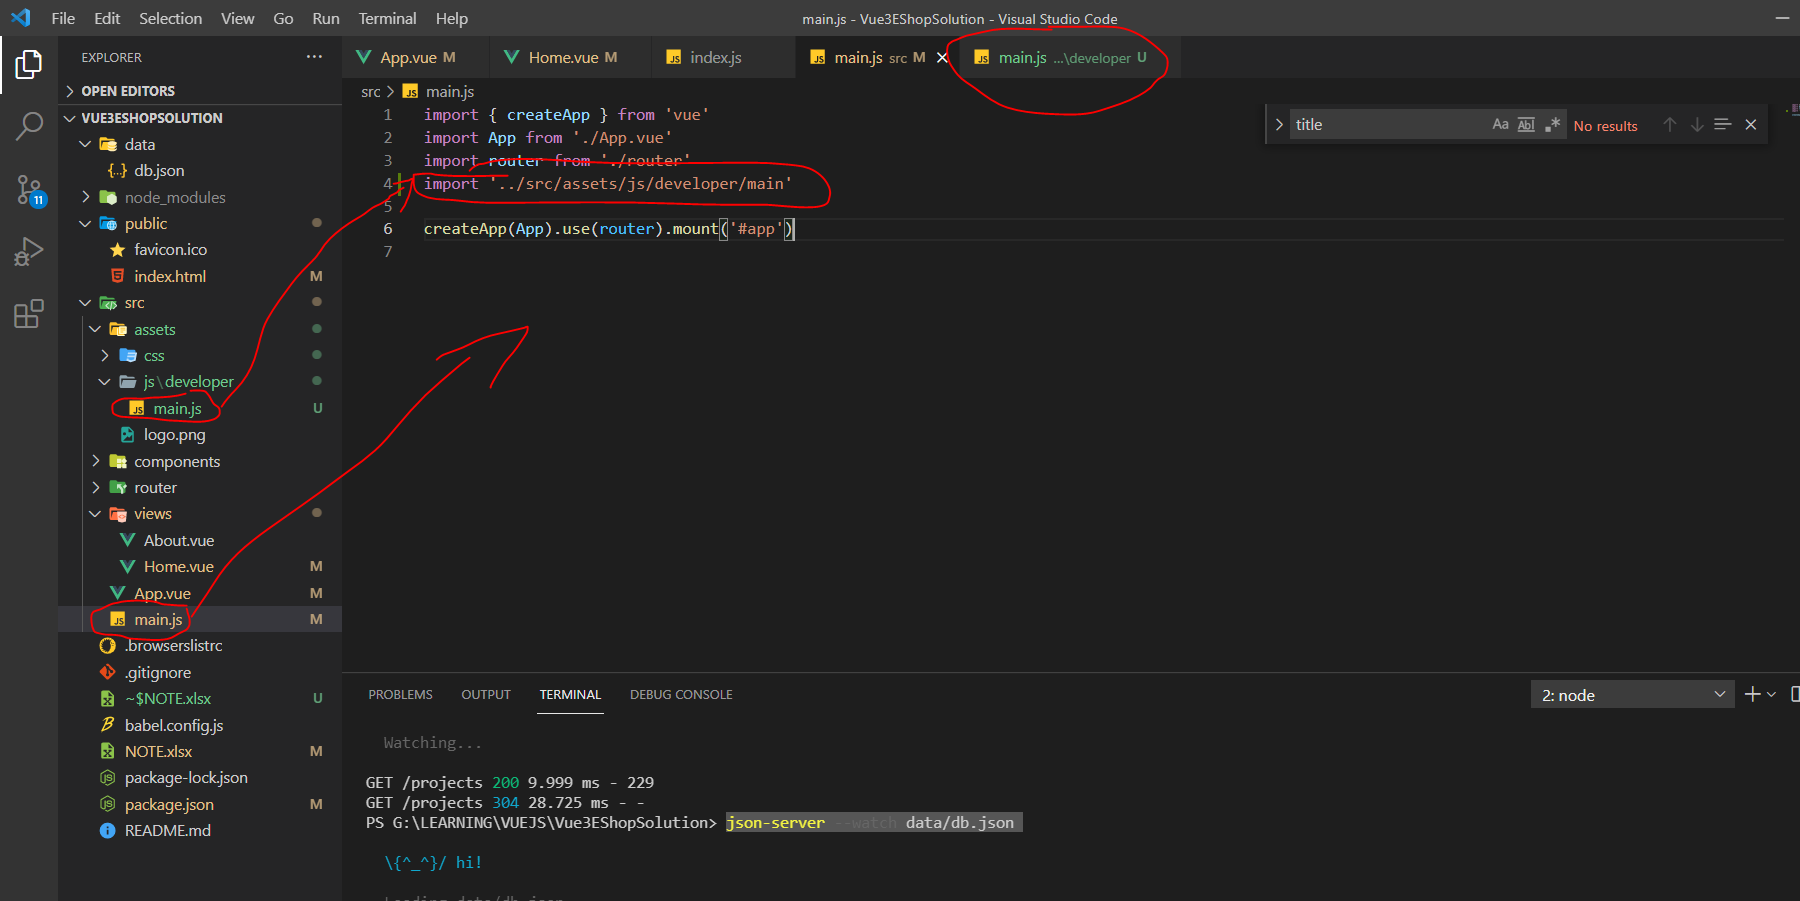 File Edit Selection View Go Run Terminal Help
main.js - Vue3EShopSolution - Visual Studio Code
EXPLORER ···
App.vue M
Home.vue M
index.js
main.js src M
main.js ...\developer U
OPEN EDITORS
VUE3ESHOPSOLUTION
data
db.json
node_modules
public
favicon.ico
index.html M
src
assets
css
js\developer
main.js U
logo.png
components
router
views
About.vue
Home.vue M
App.vue M
main.js M
.browserslistrc
.gitignore
~$NOTE.xlsx U
babel.config.js
NOTE.xlsx M
package-lock.json
package.json M
README.md
11
src > main.js
1 import { createApp } from 'vue'
2 import App from './App.vue'
3 import router from './router'
4 import '../src/assets/js/developer/main'
5
6 createApp(App).use(router).mount('#app')
7
title Aa Abl .* No results
PROBLEMS OUTPUT TERMINAL DEBUG CONSOLE
2: node
Watching...
GET /projects 200 9.999 ms - 229
GET /projects 304 28.725 ms - -
PS G:\LEARNING\VUEJS\Vue3EShopSolution> json-server --watch data/db.json
\{^_^}/ hi!
Loading data/db.json